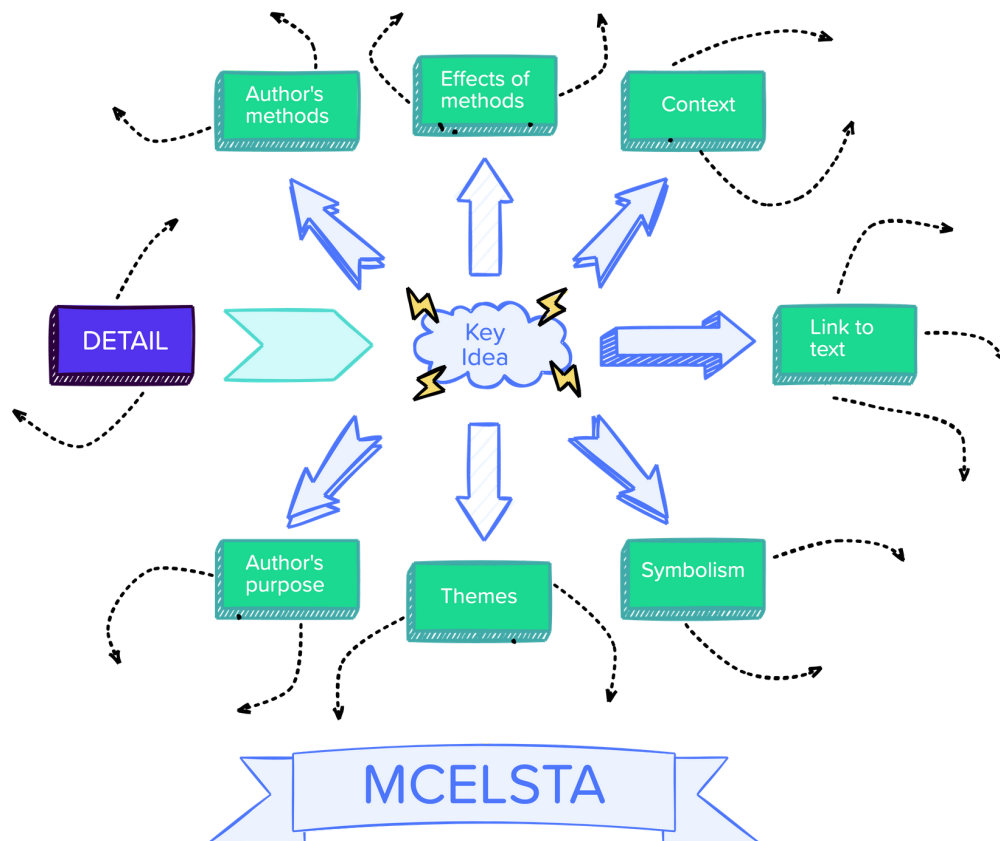 Author's
methods
Effects of
methods
Context
DETAIL
Key
Idea
Link to
text
Author's
purpose
Themes
Symbolism
MCELSTA